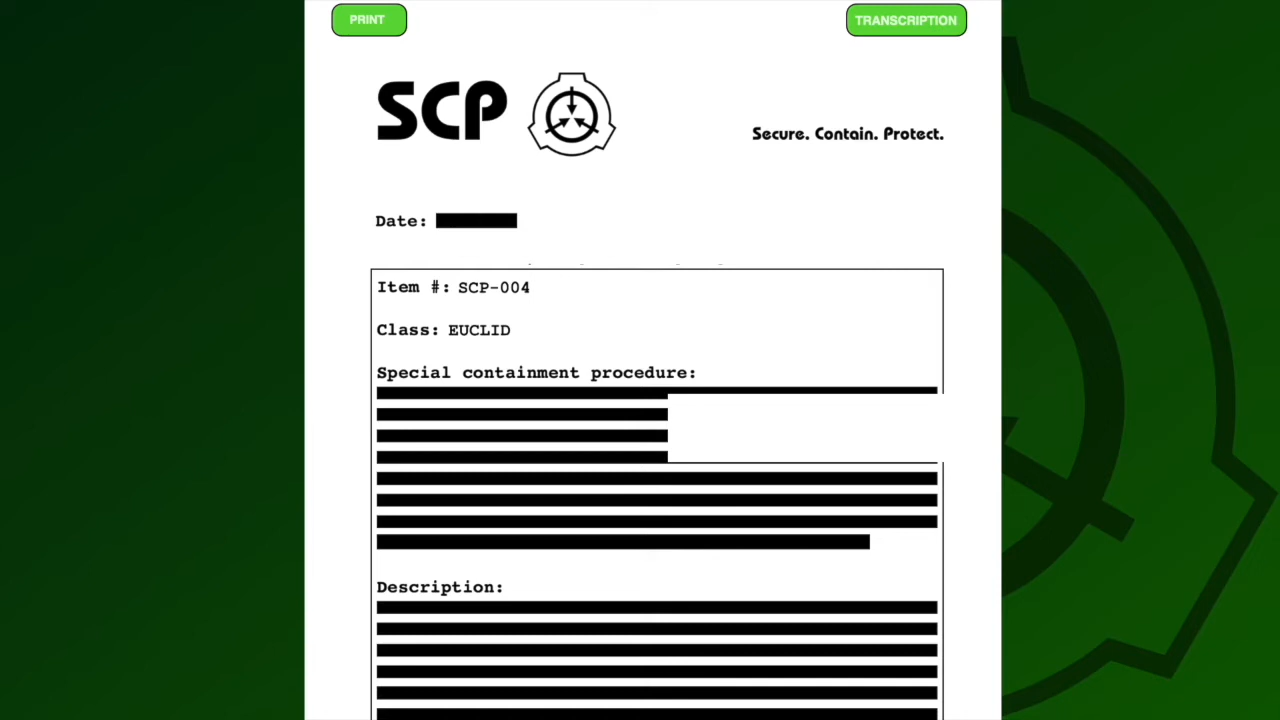 PRINT
TRANSCRIPTION
SCP
Secure. Contain. Protect.
Date:
Item #: SCP-004
Class: EUCLID
Special containment procedure:
Description: